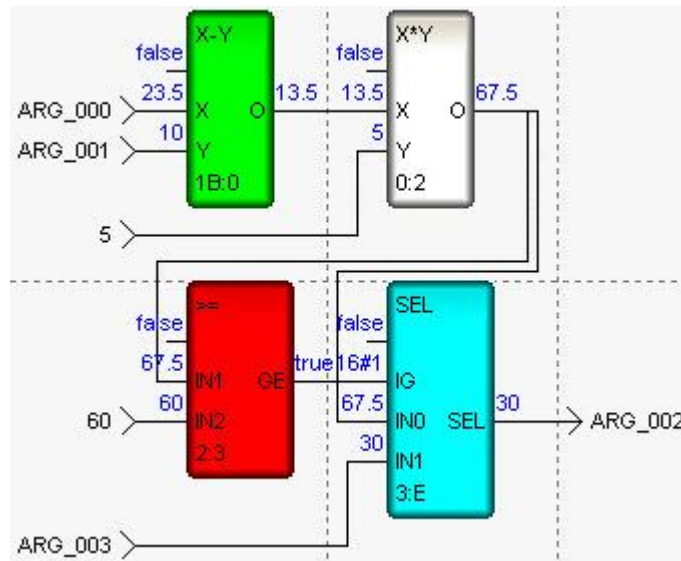 X-Y
X*Y
false
false
23.5
13.5
13.5
67.5
ARG_000
X
O
X
O
10
5
ARG_001
Y
Y
1B:0
0:2
5
>=
SEL
false
false
67.5
true
16#1
IN1
GE
IG
60
67.5
30
60
IN2
IN0
SEL
ARG_002
2:3
30
IN1
3:E
ARG_003